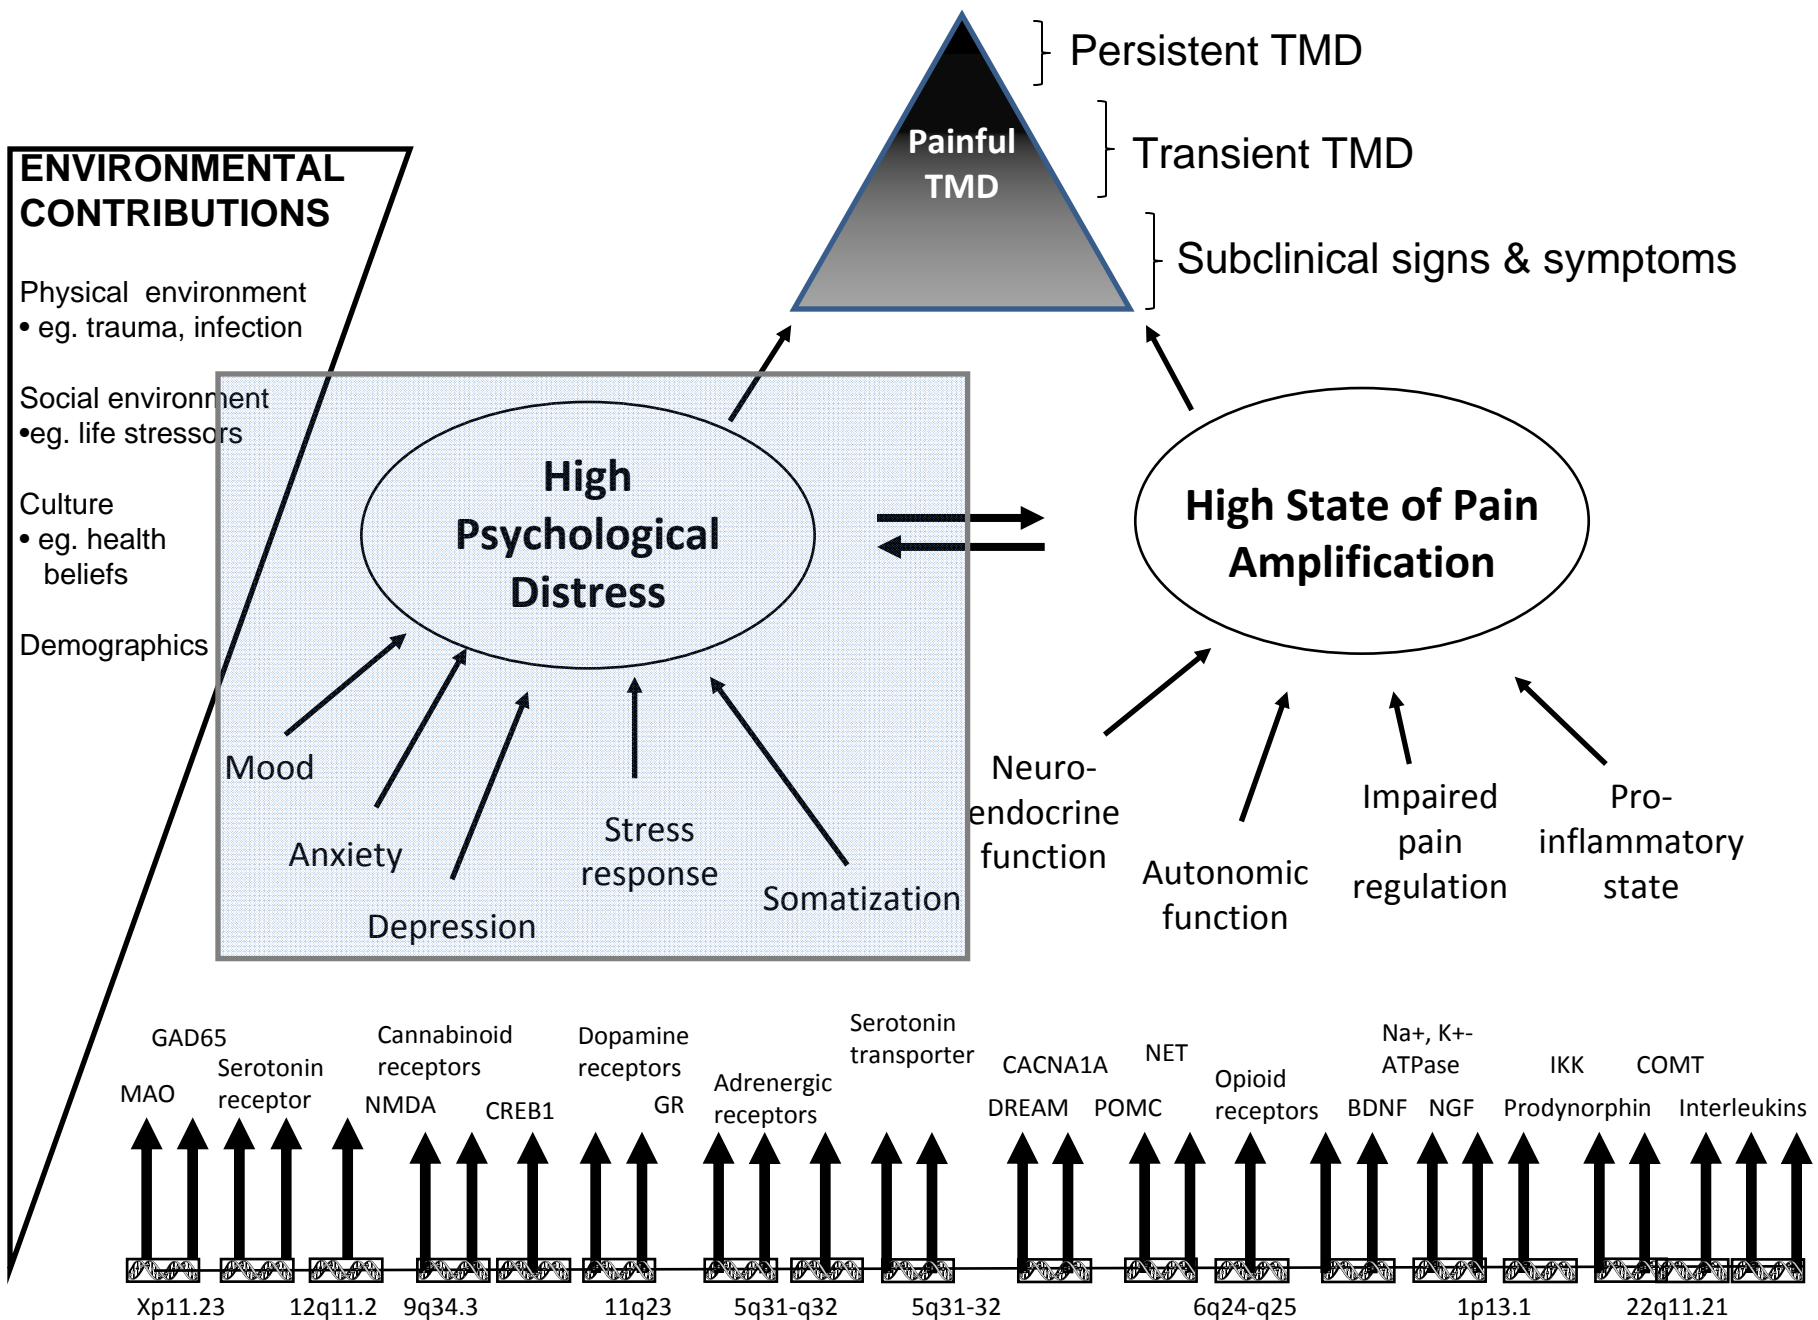 Persistent TMD
Painful
TMD
Transient TMD
Subclinical signs & symptoms
ENVIRONMENTAL
CONTRIBUTIONS
Physical environment
• eg. trauma, infection
Social environment
•eg. life stressors
Culture
• eg. health
beliefs
Demographics
High
Psychological
Distress
High State of Pain
Amplification
Mood
Anxiety
Depression
Stress
response
Somatization
Neuro-
endocrine
function
Autonomic
function
Impaired
pain
regulation
Pro-
inflammatory
state
MAO
GAD65
Serotonin
receptor
NMDA
Cannabinoid
receptors
CREB1
Dopamine
receptors
GR
Adrenergic
receptors
Serotonin
transporter
DREAM
CACNA1A
POMC
NET
Opioid
receptors
BDNF
Na+, K+-
ATPase
NGF
Prodynorphin
IKK
COMT
Interleukins
Xp11.23
12q11.2
9q34.3
11q23
5q31-q32
5q31-32
6q24-q25
1p13.1
22q11.21